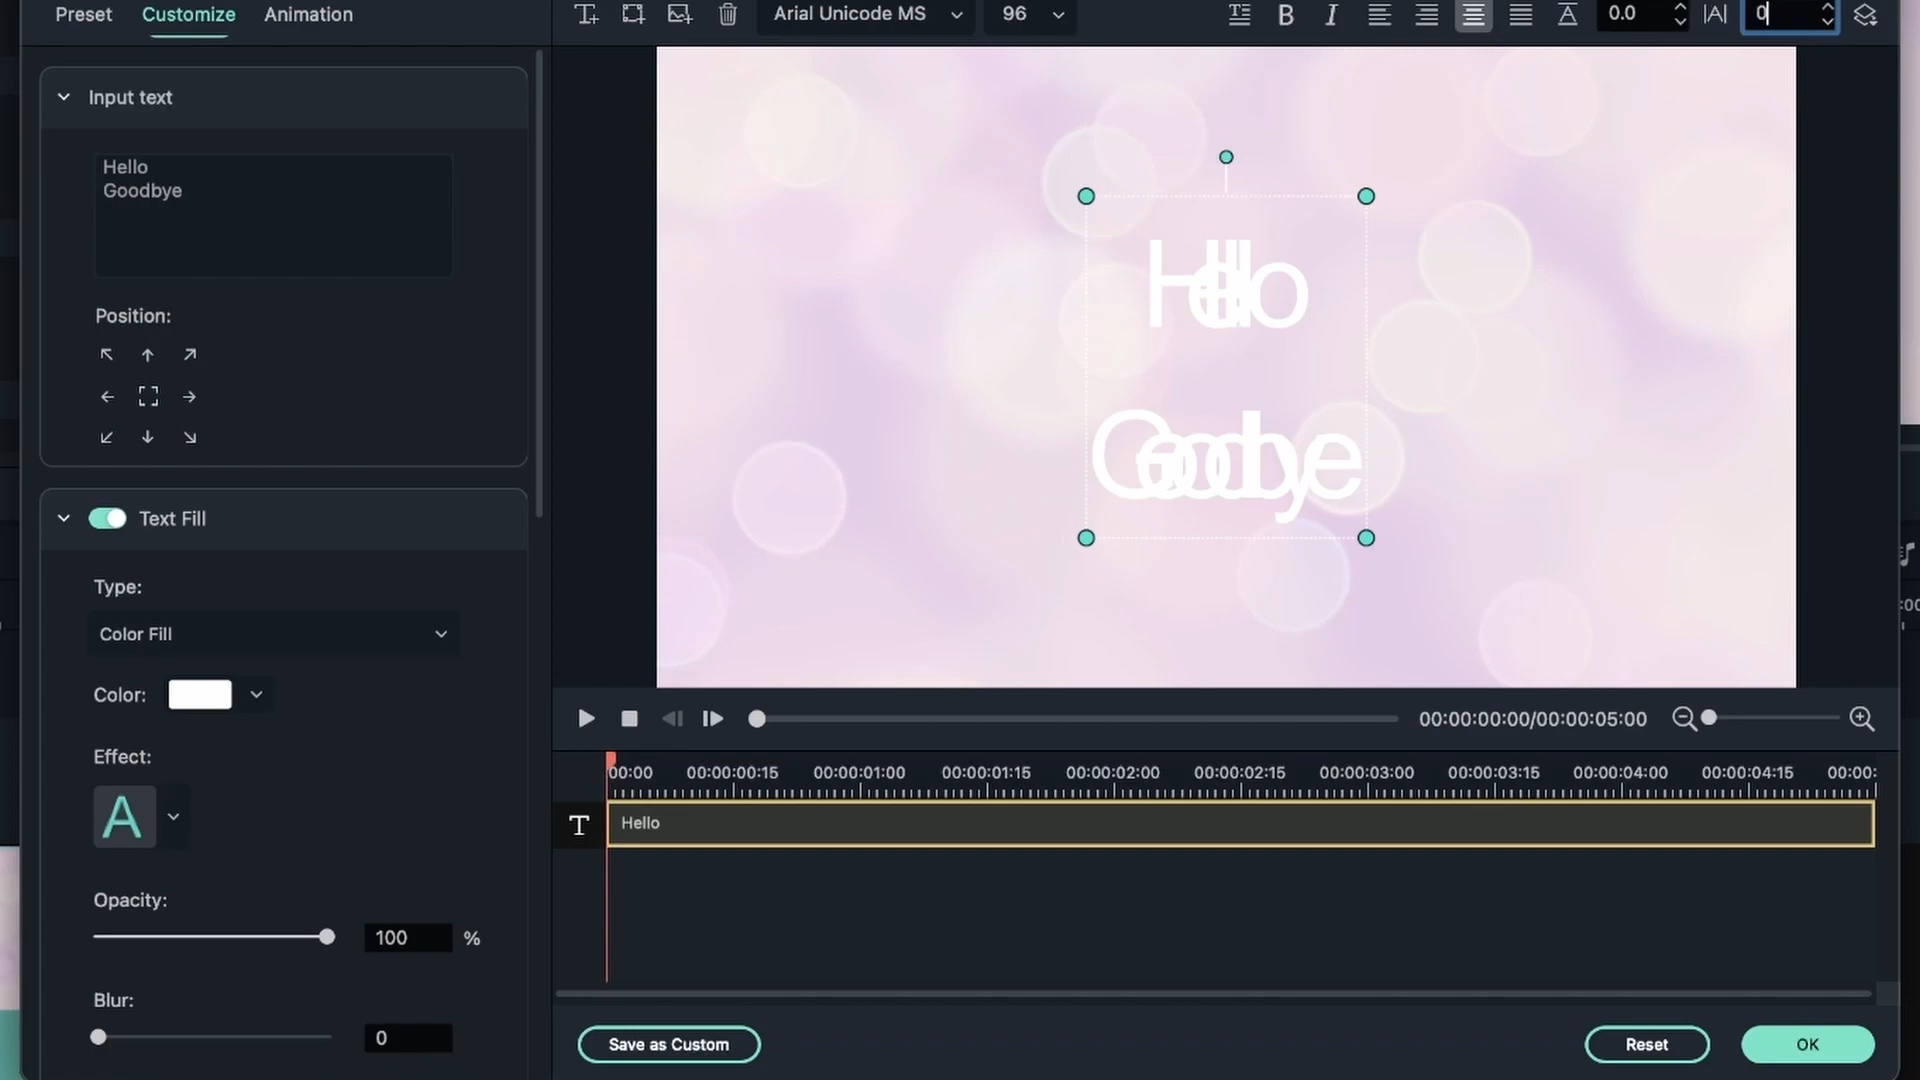 Preset Customize Animation
Arial Unicode MS 96 B I A 0.0 |A| 0
Input text
Hello
Goodbye
Position:
Hello
Goodbye
Text Fill
Type:
Color Fill
Color:
Effect:
A
Opacity:
100 %
Blur:
0
00:00:00:00/00:00:05:00
00:00 00:00:00:15 00:00:01:00 00:00:01:15 00:00:02:00 00:00:02:15 00:00:03:00 00:00:03:15 00:00:04:00 00:00:04:15 00:00:
T Hello
Save as Custom Reset OK